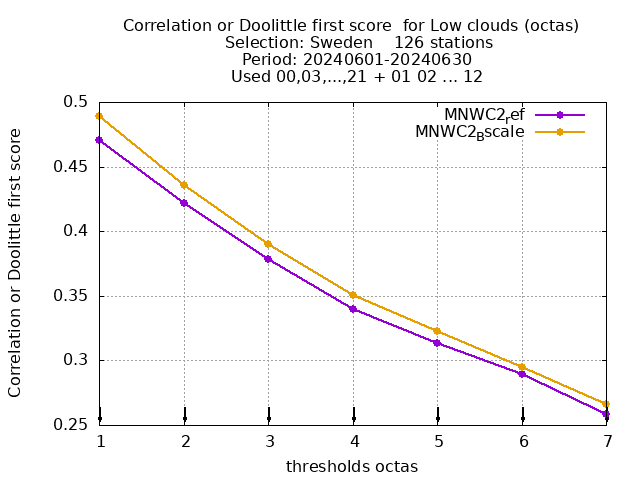 Correlation or Doolittle first score  for Low clouds (octas)
Selection: Sweden    126 stations
Period: 20240601-20240630
Used 00,03,...,21 + 01 02 ... 12
MNWC2_ref
MNWC2_Bscale
0.5
0.45
0.4
0.35
0.3
0.25
Correlation or Doolittle first score
1 2 3 4 5 6 7
thresholds octas